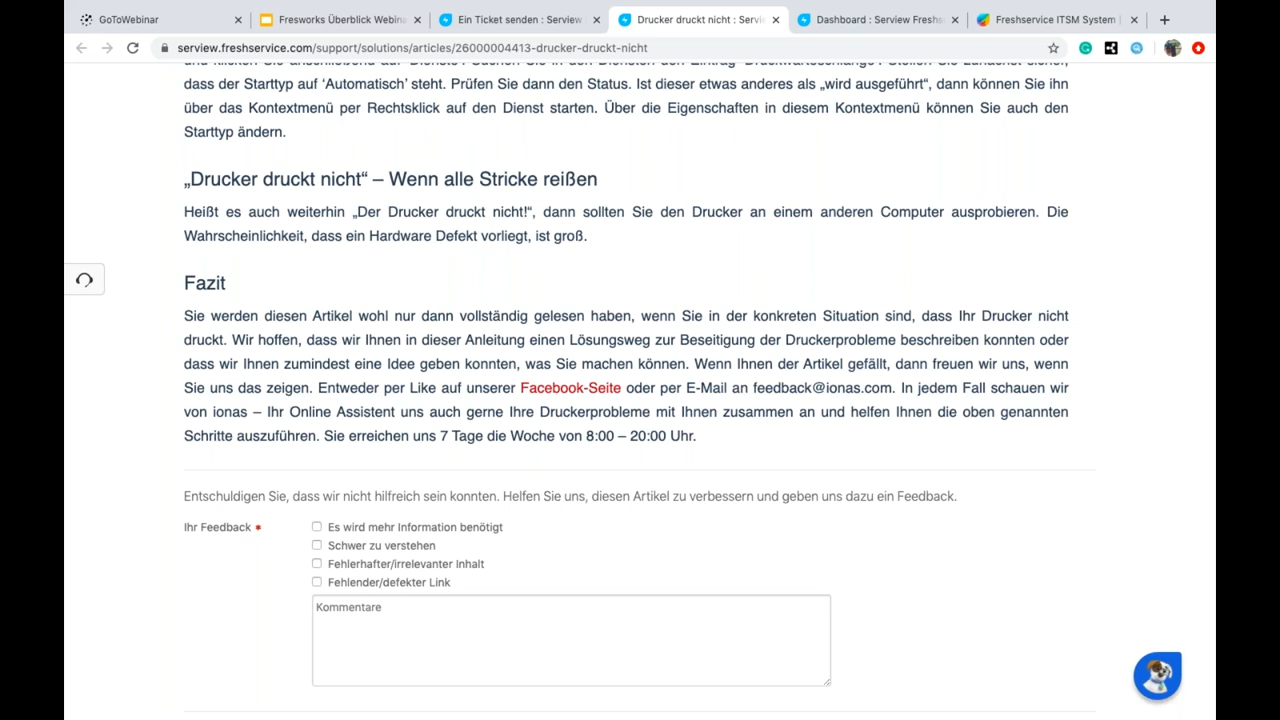 GoToWebinar
Fresworks Überblick Webina
Ein Ticket senden : Serview
Drucker druckt nicht : Servi
Dashboard : Serview Fresh
Freshservice ITSM System
serview.freshservice.com/support/solutions/articles/26000004413-drucker-druckt-nicht
dass der Starttyp auf ‘Automatisch’ steht. Prüfen Sie dann den Status. Ist dieser etwas anderes als „wird ausgeführt“, dann können Sie ihn
über das Kontextmenü per Rechtsklick auf den Dienst starten. Über die Eigenschaften in diesem Kontextmenü können Sie auch den
Starttyp ändern.
„Drucker druckt nicht“ – Wenn alle Stricke reißen
Heißt es auch weiterhin „Der Drucker druckt nicht!“, dann sollten Sie den Drucker an einem anderen Computer ausprobieren. Die
Wahrscheinlichkeit, dass ein Hardware Defekt vorliegt, ist groß.
Fazit
Sie werden diesen Artikel wohl nur dann vollständig gelesen haben, wenn Sie in der konkreten Situation sind, dass Ihr Drucker nicht
druckt. Wir hoffen, dass wir Ihnen in dieser Anleitung einen Lösungsweg zur Beseitigung der Druckerprobleme beschreiben konnten oder
dass wir Ihnen zumindest eine Idee geben konnten, was Sie machen können. Wenn Ihnen der Artikel gefällt, dann freuen wir uns, wenn
Sie uns das zeigen. Entweder per Like auf unserer Facebook-Seite oder per E-Mail an feedback@ionas.com. In jedem Fall schauen wir
von ionas – Ihr Online Assistent uns auch gerne Ihre Druckerprobleme mit Ihnen zusammen an und helfen Ihnen die oben genannten
Schritte auszuführen. Sie erreichen uns 7 Tage die Woche von 8:00 – 20:00 Uhr.
Entschuldigen Sie, dass wir nicht hilfreich sein konnten. Helfen Sie uns, diesen Artikel zu verbessern und geben uns dazu ein Feedback.
Ihr Feedback *
Es wird mehr Information benötigt
Schwer zu verstehen
Fehlerhafter/irrelevanter Inhalt
Fehlender/defekter Link
Kommentare